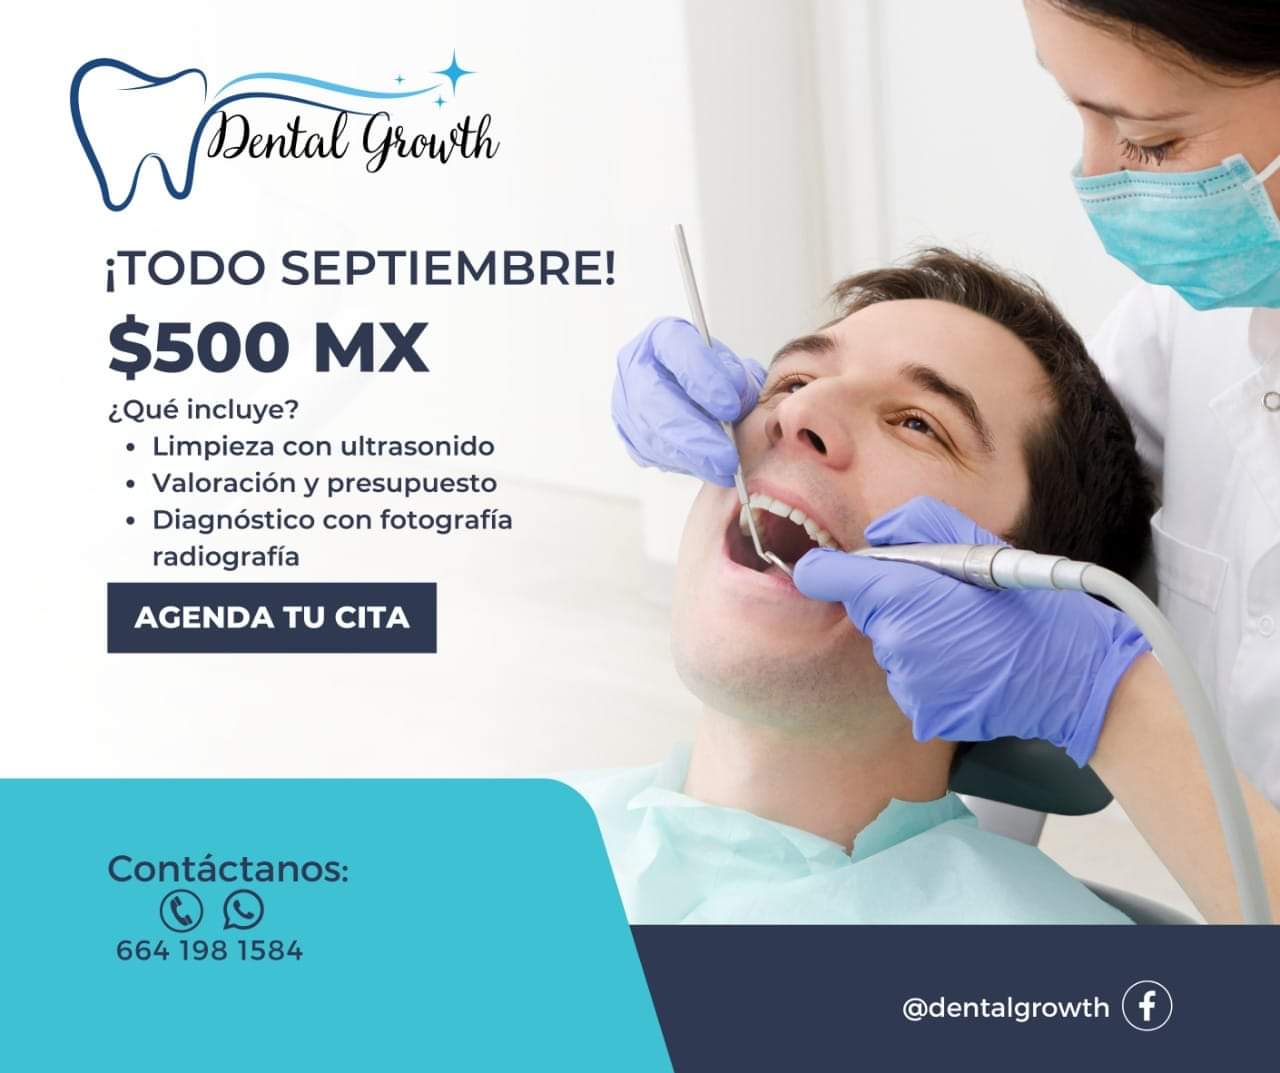 Dental Growth
¡TODO SEPTIEMBRE!
$500 MX
¿Qué incluye?
• Limpieza con ultrasonido
• Valoración y presupuesto
• Diagnóstico con fotografía
radiografía
AGENDA TU CITA
Contáctanos:
664 198 1584
@dentalgrowth